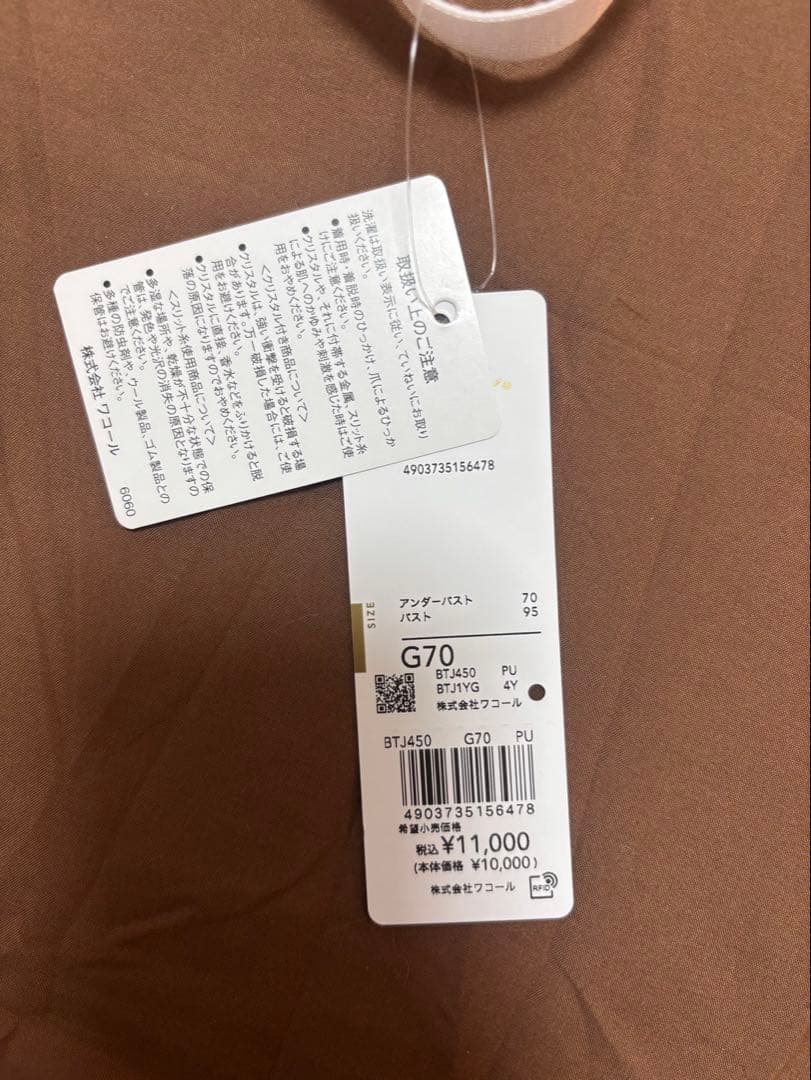 取扱い上のご注意
洗濯は取扱い表示に従い、ていねいにお取り
扱いください。
●着用時・着脱時のひっかけ、爪によるひっか
けにご注意ください。
●クリスタルや、それに付帯する金属、スリット糸
による肌へのかゆみや刺激を感じた時はご使
用をおやめください。
<クリスタル付き商品について>
●クリスタルは、強い衝撃を受けると破損する場
合があります。万一破損した場合には、ご使
用をお避けください。
●クリスタルに直接、香水などをふりかけると脱
落の原因になりますのでおやめください。
<スリット糸使用商品について>
●多湿な場所や、乾燥が不十分な状態での保
管は、発色や光沢の消失の原因となりますの
でご注意ください。
●多種の防虫剤や、ウール製品、ゴム製品との
保管はお避けください。
株式会社 ワコール
6060
4903735156478
SIZE
アンダーバスト 70
バスト 95
G70
BTJ450 PU
BTJ1YG 4Y
株式会社ワコール
BTJ450 G70 PU
4903735156478
希望小売価格
税込 ¥11,000
(本体価格 ¥10,000)
株式会社ワコール
RFID